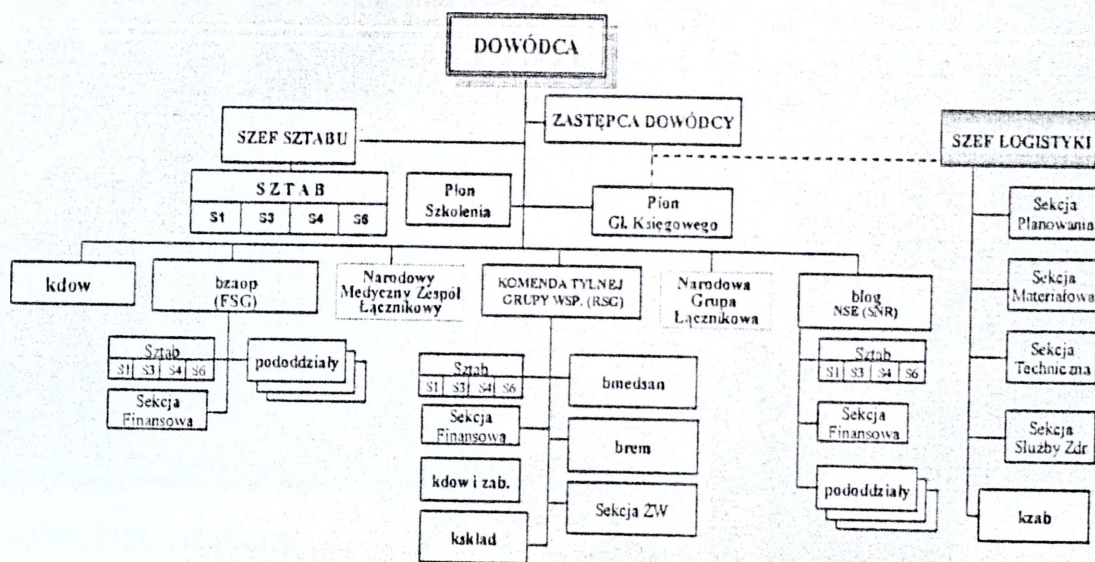 DOWÓDCA
ZASTĘPCA DOWÓDCY
SZEF SZTABU
SZEF LOGISTYKI
SZTAB
S1 S3 S4 S6
Pion
Szkolenia
Pion
Gł. Księgowego
Sekcja
Planowania
kdow
bzaop
(FSG)
Narodowy
Medyczny Zespół
Łącznikowy
KOMENDA TYLNEJ
GRUPY WSP. (RSG)
Narodowa
Grupa
Łącznikowa
blog
NSE (SNR)
Sekcja
Materiałowa
Sztab
S1 S3 S4 S6
pododdziały
Sekcja
Finansowa
Sztab
S1 S3 S4 S6
bmedsan
Sekcja
Finansowa
brem
kdow i zab.
Sekcja ŻW
kskład
Sztab
S1 S3 S4 S6
Sekcja
Finansowa
pododdziały
Sekcja
Techniczna
Sekcja
Służby Zdr
kzab